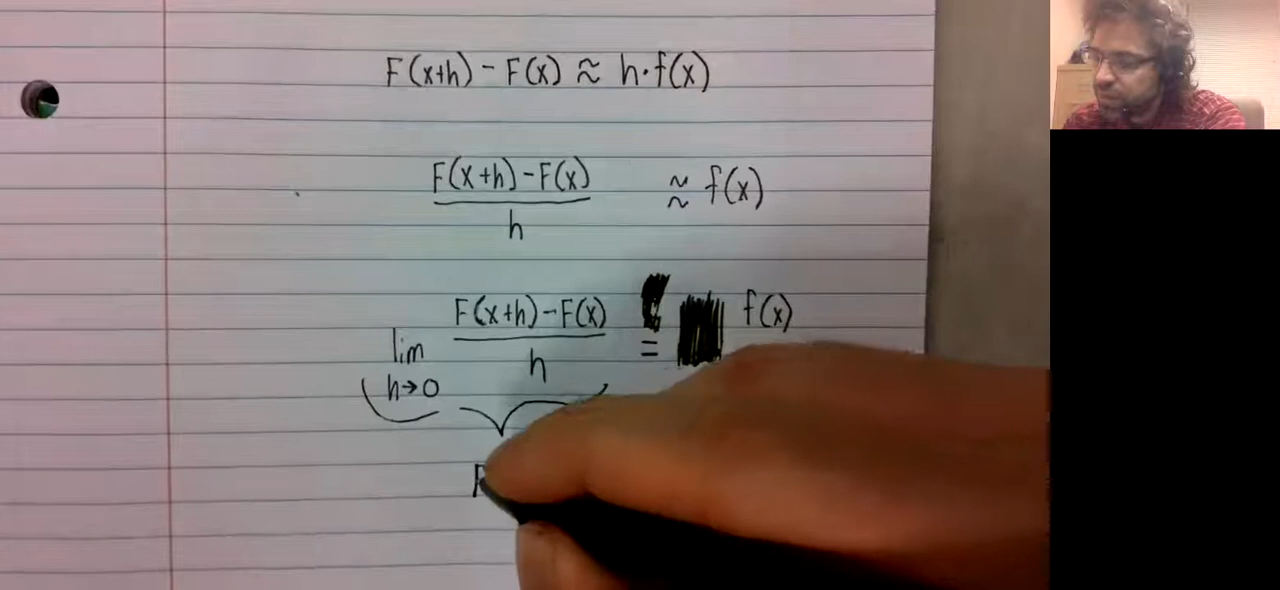 F(x+h) - F(x) ≈ h·f(x)
F(x+h) - F(x) ≈ f(x)
h
lim F(x+h) - F(x) = f(x)
h→0 h
F